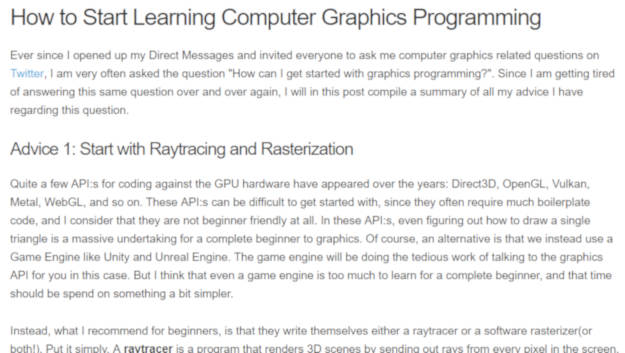 How to Start Learning Computer Graphics Programming
Ever since I opened up my Direct Messages and invited everyone to ask me computer graphics related questions on
Twitter, I am very often asked the question "How can I get started with graphics programming?". Since I am getting tired
of answering this same question over and over again, I will in this post compile a summary of all my advice I have
regarding this question.
Advice 1: Start with Raytracing and Rasterization
Quite a few API:s for coding against the GPU hardware have appeared over the years: Direct3D, OpenGL, Vulkan,
Metal, WebGL, and so on. These API:s can be difficult to get started with, since they often require much boilerplate
code, and I consider that they are not beginner friendly at all. In these API:s, even figuring out how to draw a single
triangle is a massive undertaking for a complete beginner to graphics. Of course, an alternative is that we instead use a
Game Engine like Unity and Unreal Engine. The game engine will be doing the tedious work of talking to the graphics
API for you in this case. But I think that even a game engine is too much to learn for a complete beginner, and that time
should be spend on something a bit simpler.
Instead, what I recommend for beginners, is that they write themselves either a raytracer or a software rasterizer(or
both!). Put it simply, A raytracer is a program that renders 3D scenes by sending out rays from every pixel in the screen,